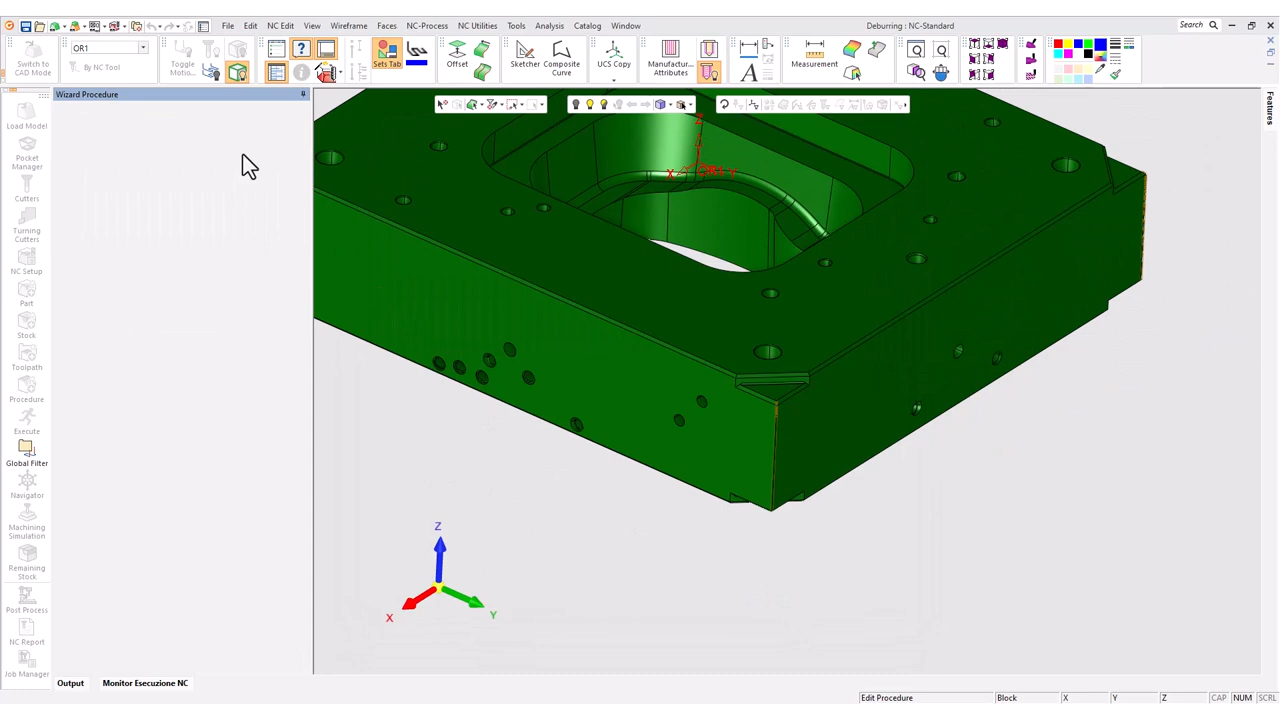 File Edit NC Edit View Wireframe Faces NC-Process NC Utilities Tools Analysis Catalog Window
Deburring : NC-Standard
Search
Switch to
CAD Mode
OR1
By NC Tool
Toggle
Motio...
Sets Tab
Offset
Sketcher
Composite
Curve
UCS Copy
Manufactur...
Attributes
Measurement
Wizard Procedure
Features
Load Model
Pocket
Manager
Cutters
Turning
Cutters
NC Setup
Part
Stock
Toolpath
Procedure
Execute
Global Filter
Navigator
Machining
Simulation
Remaining
Stock
Post Process
NC Report
Job Manager
Z
X
Y
Z
X
Y
Output Monitor Esecuzione NC
Edit Procedure Block X Y Z CAP NUM SCRL